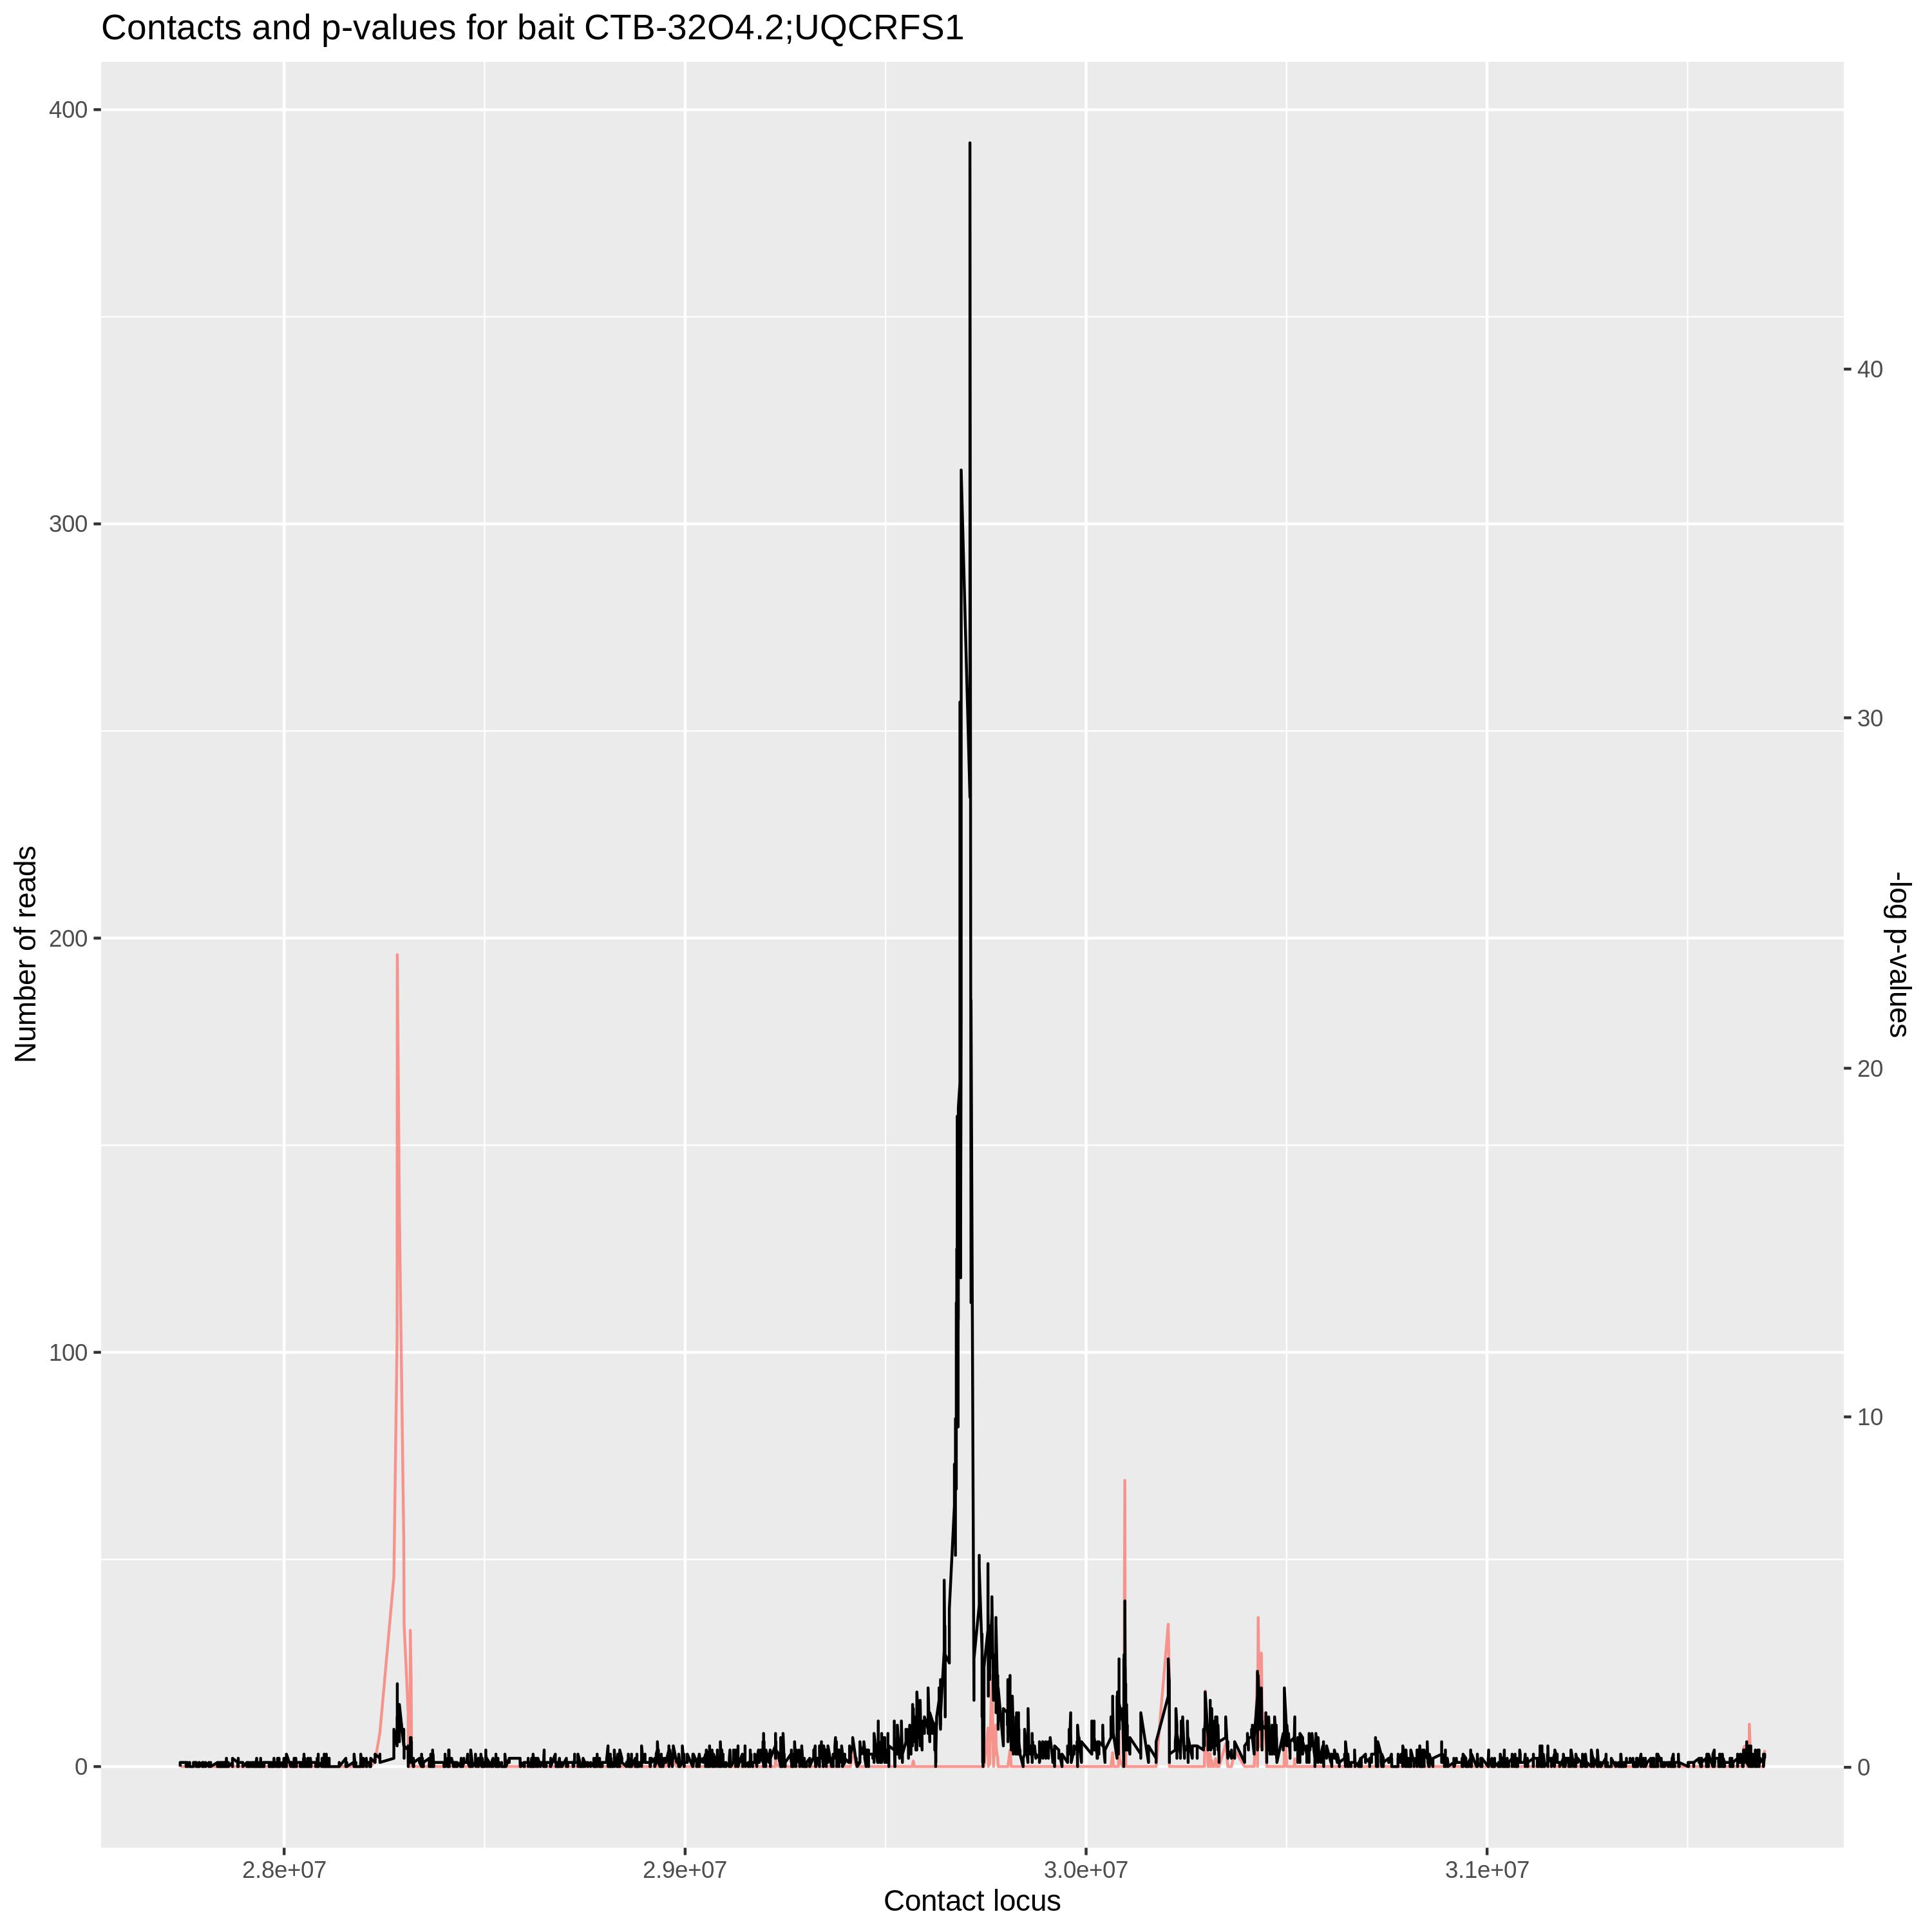 Contacts and p-values for bait CTB-32O4.2;UQCRFS1
400
300
200
100
0
Number of reads
40
30
20
10
0
-log p-values
2.8e+07
2.9e+07
3.0e+07
3.1e+07
Contact locus